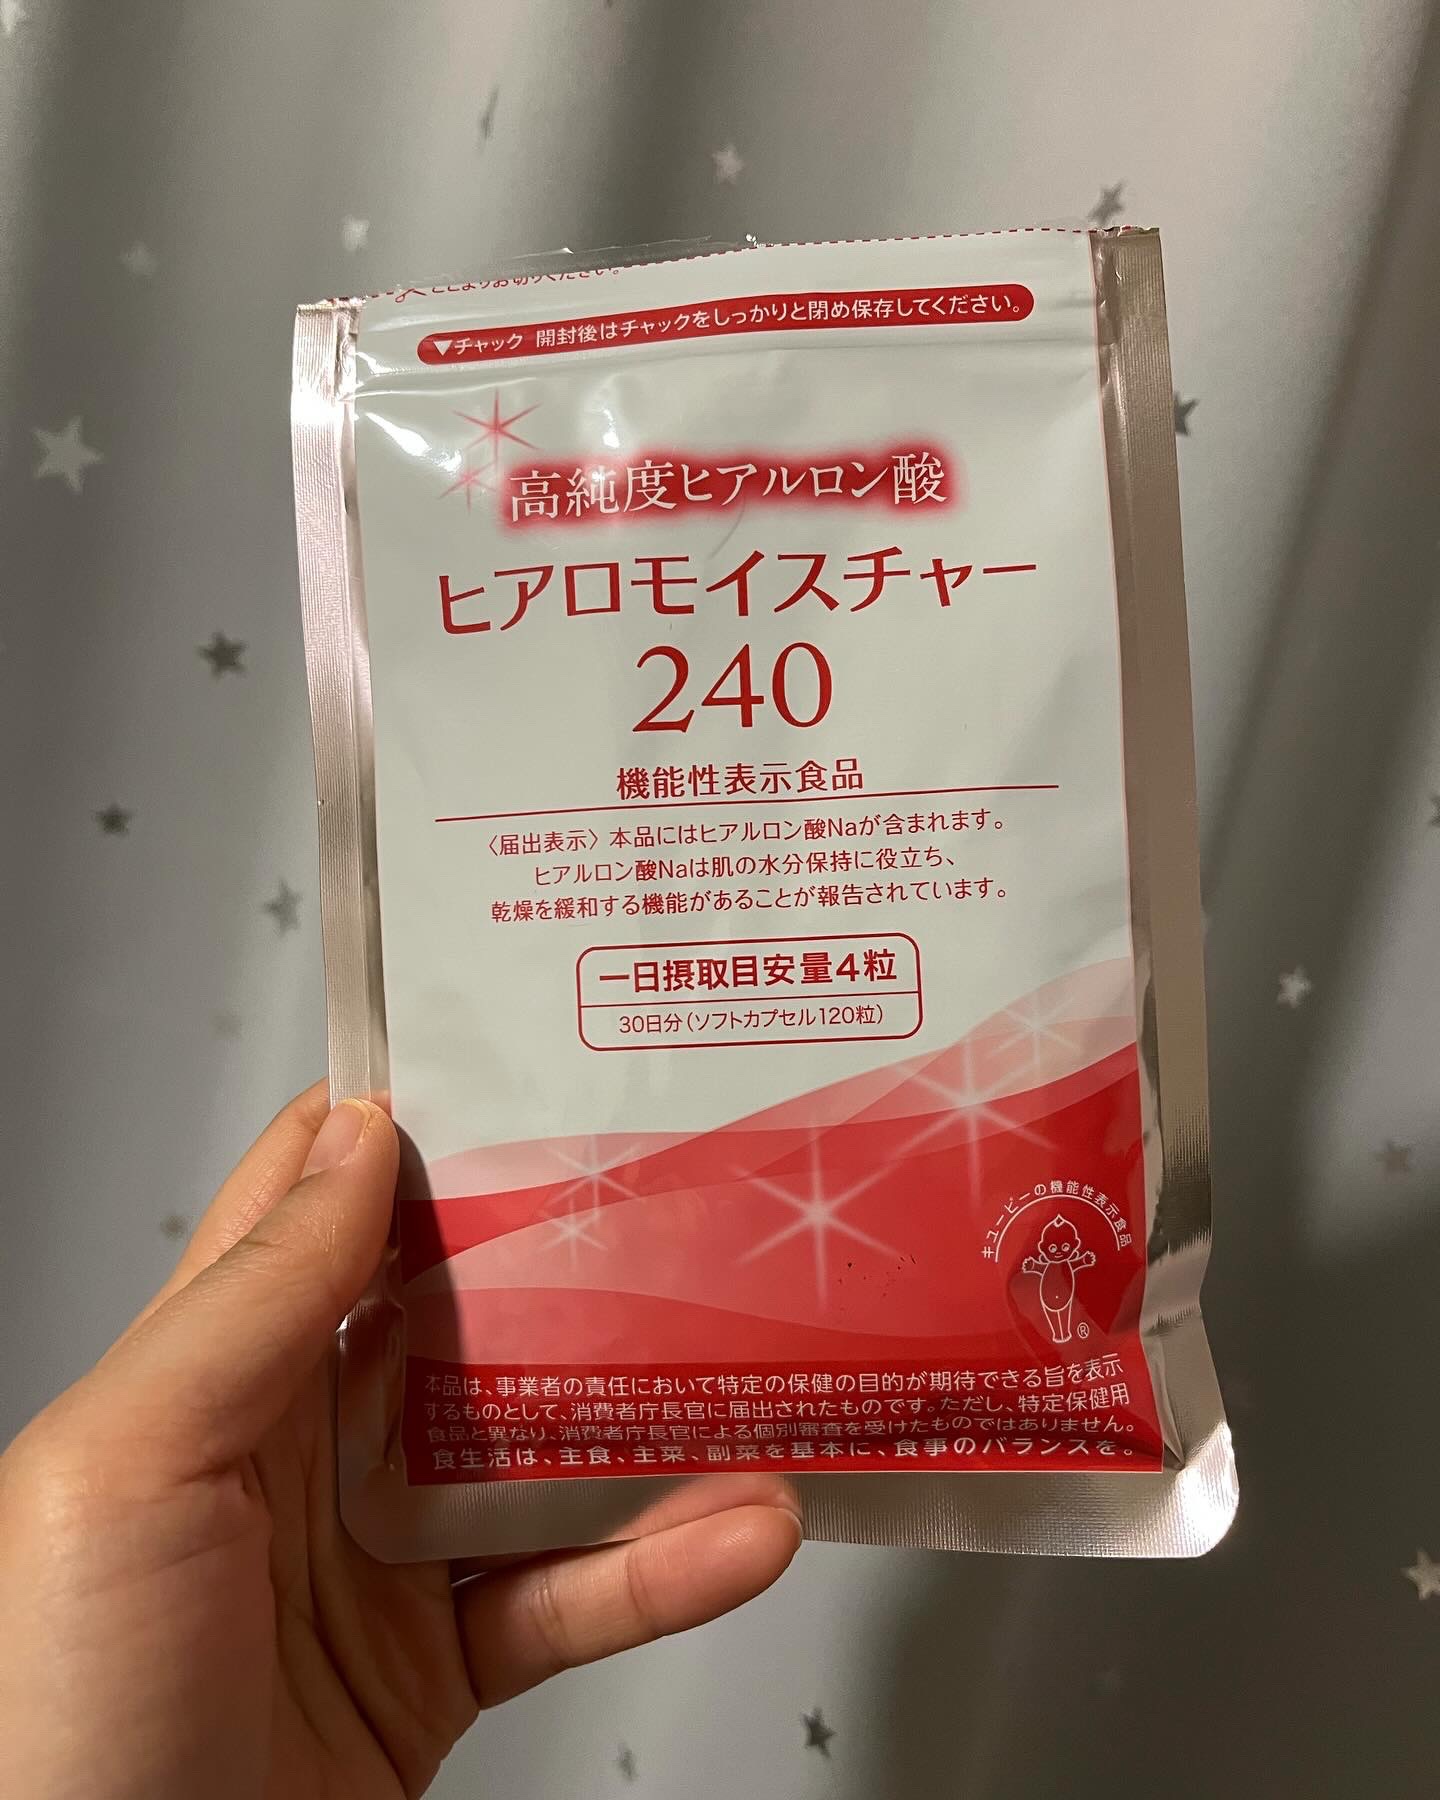 ここよりお切りください。
▼チャック 開封後はチャックをしっかりと閉め保存してください。
高純度ヒアルロン酸
ヒアロモイスチャー
240
機能性表示食品
〈届出表示〉本品にはヒアルロン酸Naが含まれます。
ヒアルロン酸Naは肌の水分保持に役立ち、
乾燥を緩和する機能があることが報告されています。
一日摂取目安量4粒
30日分(ソフトカプセル120粒)
キユーピーの機能性表示食品
®
本品は、事業者の責任において特定の保健の目的が期待できる旨を表示
するものとして、消費者庁長官に届出されたものです。ただし、特定保健用
食品と異なり、消費者庁長官による個別審査を受けたものではありません。
食生活は、主食、主菜、副菜を基本に、食事のバランスを。